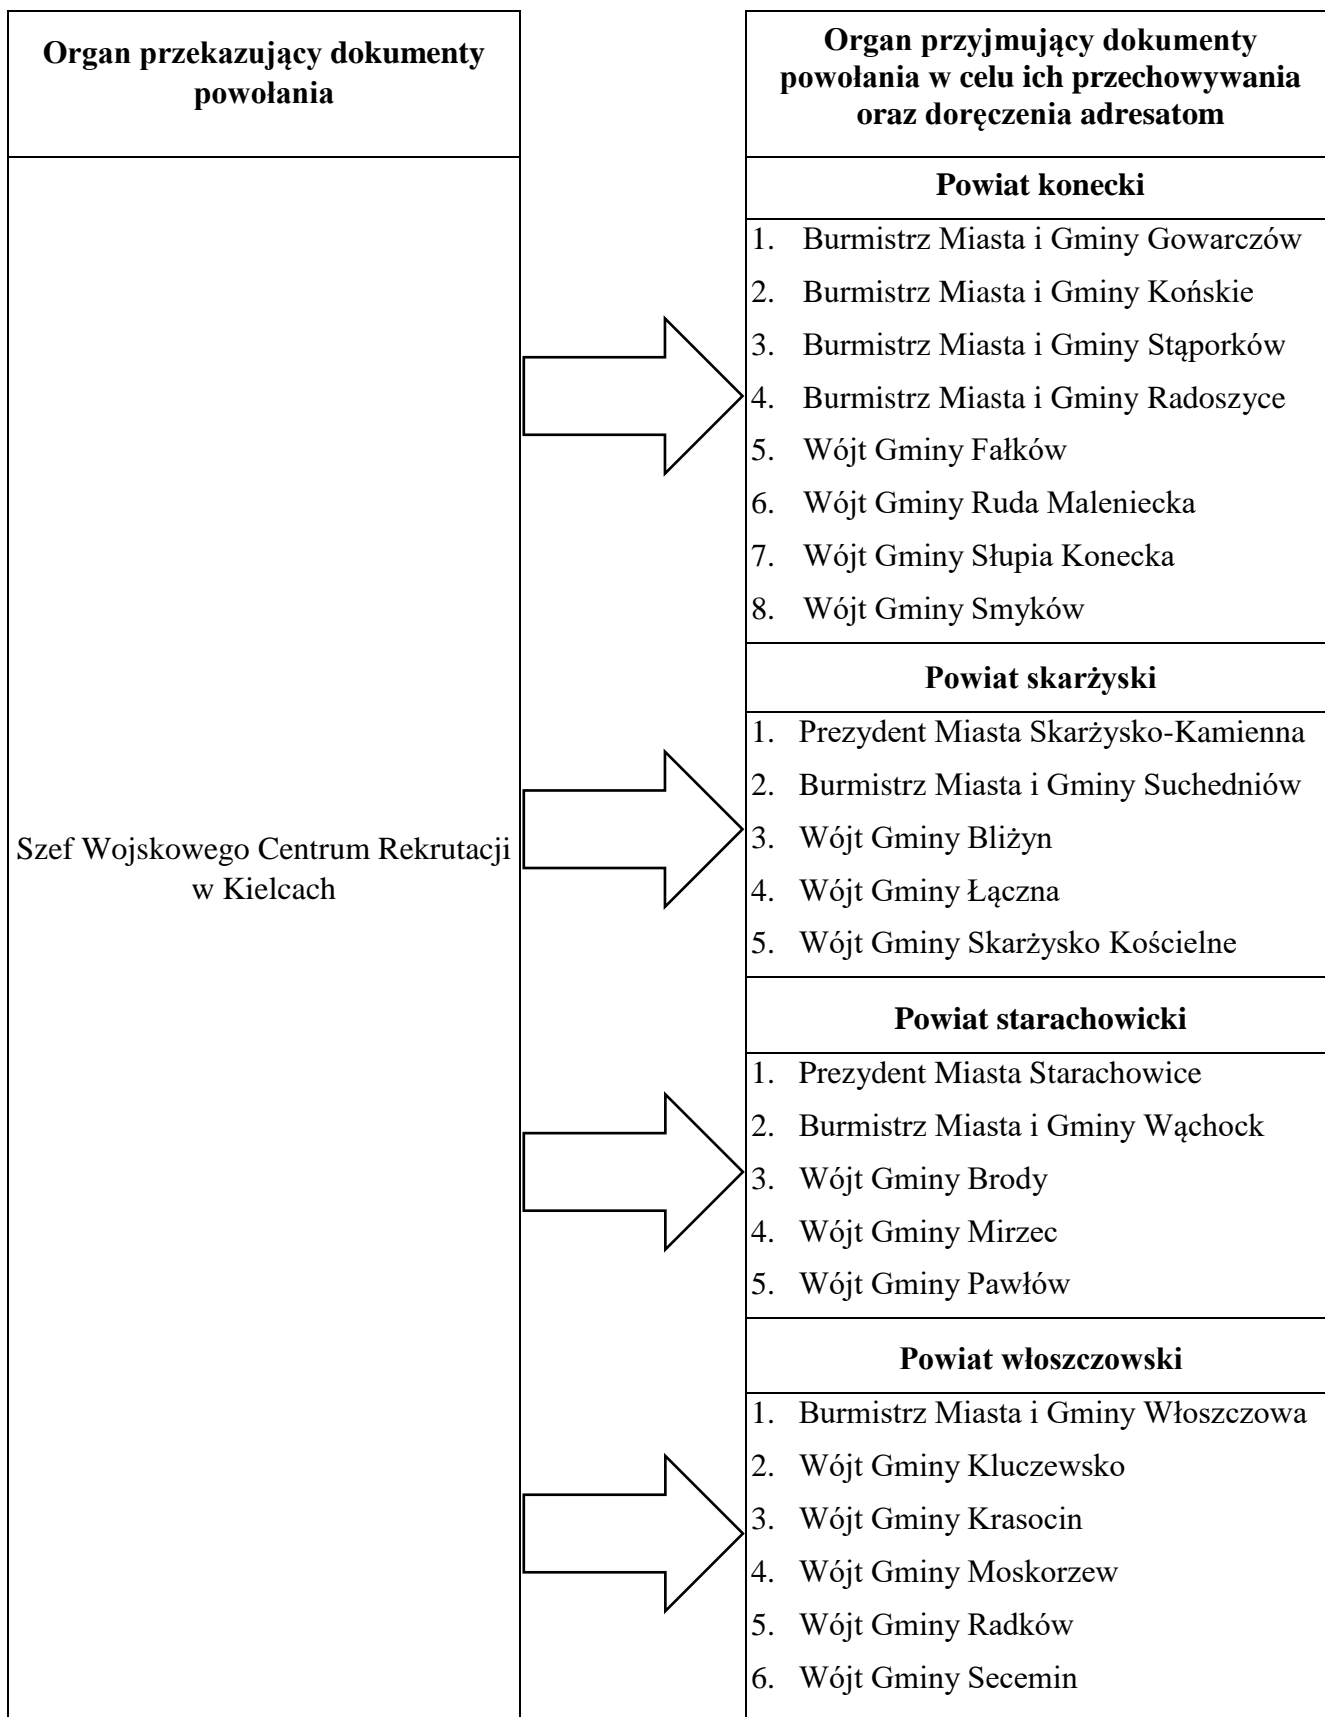 Organ przekazujący dokumenty
powołania
Organ przyjmujący dokumenty
powołania w celu ich przechowywania
oraz doręczenia adresatom
Szef Wojskowego Centrum Rekrutacji
w Kielcach
Powiat konecki
1. Burmistrz Miasta i Gminy Gowarczów
2. Burmistrz Miasta i Gminy Końskie
3. Burmistrz Miasta i Gminy Stąporków
4. Burmistrz Miasta i Gminy Radoszyce
5. Wójt Gminy Fałków
6. Wójt Gminy Ruda Maleniecka
7. Wójt Gminy Słupia Konecka
8. Wójt Gminy Smyków
Powiat skarżyski
1. Prezydent Miasta Skarżysko-Kamienna
2. Burmistrz Miasta i Gminy Suchedniów
3. Wójt Gminy Bliżyn
4. Wójt Gminy Łączna
5. Wójt Gminy Skarżysko Kościelne
Powiat starachowicki
1. Prezydent Miasta Starachowice
2. Burmistrz Miasta i Gminy Wąchock
3. Wójt Gminy Brody
4. Wójt Gminy Mirzec
5. Wójt Gminy Pawłów
Powiat włoszczowski
1. Burmistrz Miasta i Gminy Włoszczowa
2. Wójt Gminy Kluczewsko
3. Wójt Gminy Krasocin
4. Wójt Gminy Moskorzew
5. Wójt Gminy Radków
6. Wójt Gminy Secemin